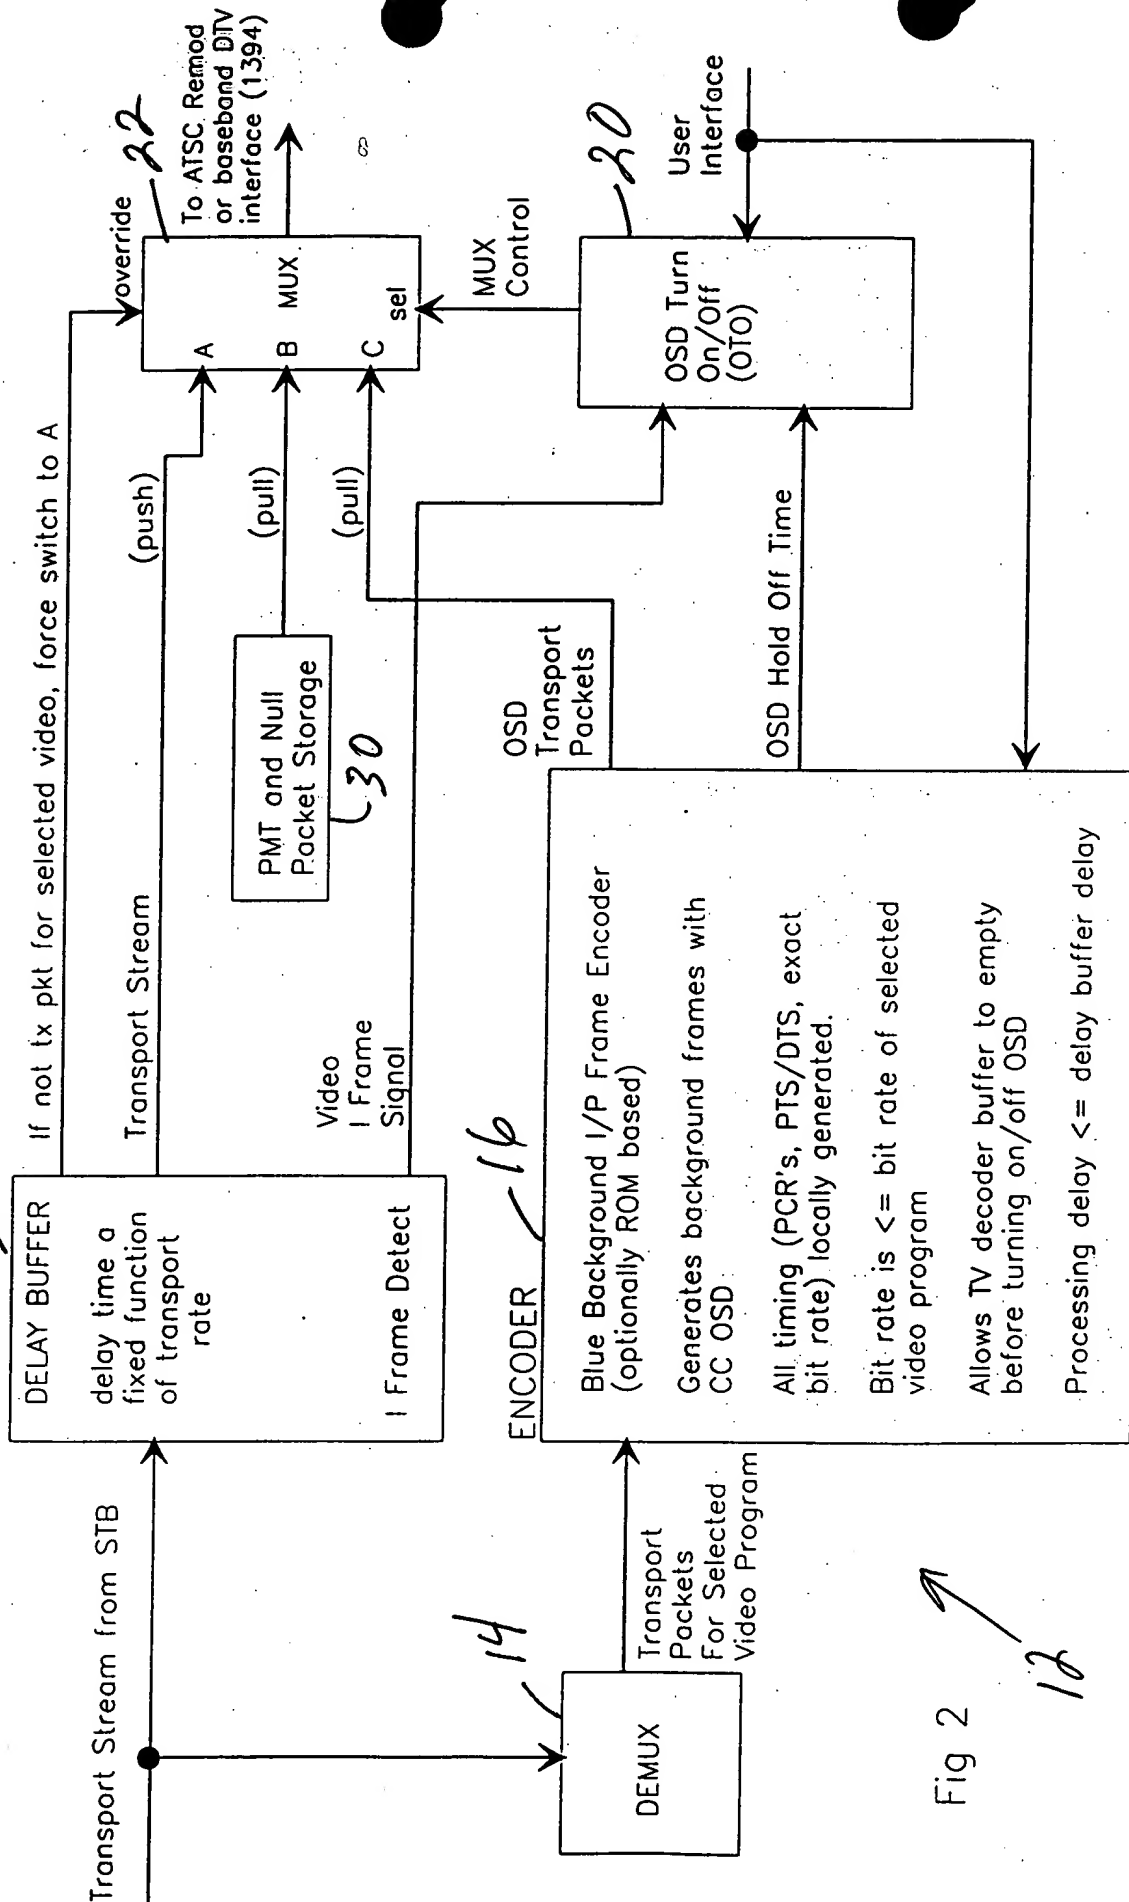 Transport Stream from STB
DELAY BUFFER
delay time a
fixed function
of transport
rate
I Frame Detect
If not tx pkt for selected video, force switch to A
Transport Stream
(push)
Video
I Frame
Signal
PMT and Null
Packet Storage
30
(pull)
(pull)
override
22
A
B
C
MUX
sel
To ATSC Remod
or baseband DTV
interface (1394)
MUX
Control
OSD Turn
On/Off
(OTO)
20
User
Interface
DEMUX
14
Transport
Packets
For Selected
Video Program
ENCODER
16
Blue Background I/P Frame Encoder
(optionally ROM based)
Generates background frames with
CC OSD
All timing (PCR's, PTS/DTS, exact
bit rate) locally generated.
Bit rate is <= bit rate of selected
video program
Allows TV decoder buffer to empty
before turning on/off OSD
Processing delay <= delay buffer delay
OSD
Transport
Packets
OSD Hold Off Time
Fig 2
12